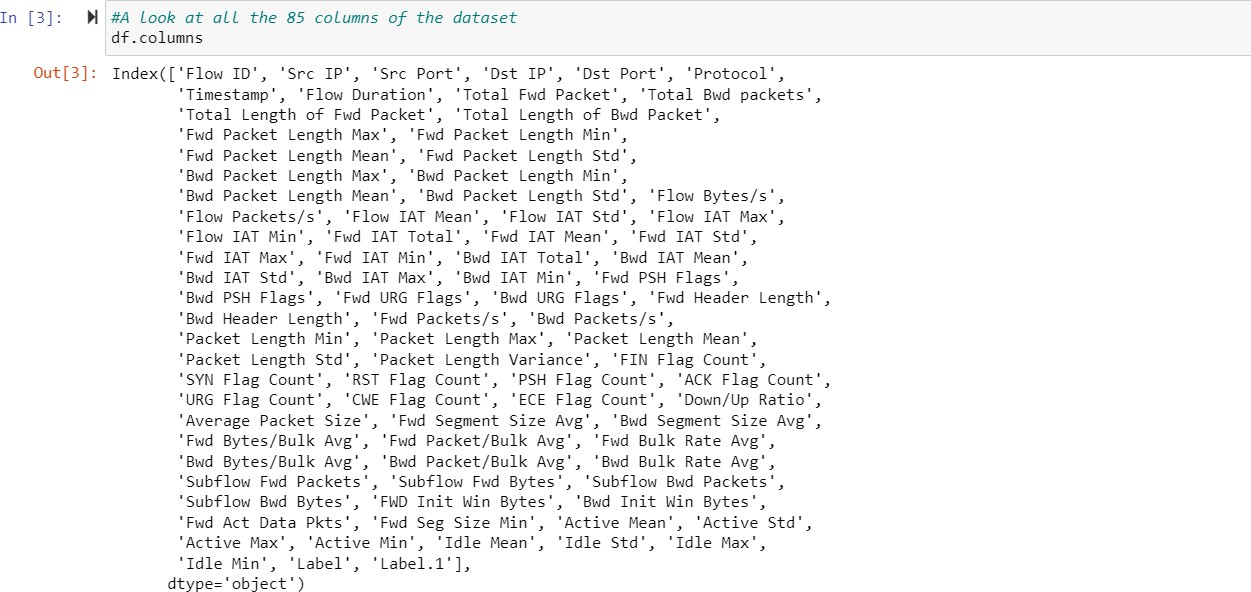 In [3]: #A look at all the 85 columns of the dataset
df.columns
Out[3]: Index(['Flow ID', 'Src IP', 'Src Port', 'Dst IP', 'Dst Port', 'Protocol',
'Timestamp', 'Flow Duration', 'Total Fwd Packet', 'Total Bwd packets',
'Total Length of Fwd Packet', 'Total Length of Bwd Packet',
'Fwd Packet Length Max', 'Fwd Packet Length Min',
'Fwd Packet Length Mean', 'Fwd Packet Length Std',
'Bwd Packet Length Max', 'Bwd Packet Length Min',
'Bwd Packet Length Mean', 'Bwd Packet Length Std', 'Flow Bytes/s',
'Flow Packets/s', 'Flow IAT Mean', 'Flow IAT Std', 'Flow IAT Max',
'Flow IAT Min', 'Fwd IAT Total', 'Fwd IAT Mean', 'Fwd IAT Std',
'Fwd IAT Max', 'Fwd IAT Min', 'Bwd IAT Total', 'Bwd IAT Mean',
'Bwd IAT Std', 'Bwd IAT Max', 'Bwd IAT Min', 'Fwd PSH Flags',
'Bwd PSH Flags', 'Fwd URG Flags', 'Bwd URG Flags', 'Fwd Header Length',
'Bwd Header Length', 'Fwd Packets/s', 'Bwd Packets/s',
'Packet Length Min', 'Packet Length Max', 'Packet Length Mean',
'Packet Length Std', 'Packet Length Variance', 'FIN Flag Count',
'SYN Flag Count', 'RST Flag Count', 'PSH Flag Count', 'ACK Flag Count',
'URG Flag Count', 'CWE Flag Count', 'ECE Flag Count', 'Down/Up Ratio',
'Average Packet Size', 'Fwd Segment Size Avg', 'Bwd Segment Size Avg',
'Fwd Bytes/Bulk Avg', 'Fwd Packet/Bulk Avg', 'Fwd Bulk Rate Avg',
'Bwd Bytes/Bulk Avg', 'Bwd Packet/Bulk Avg', 'Bwd Bulk Rate Avg',
'Subflow Fwd Packets', 'Subflow Fwd Bytes', 'Subflow Bwd Packets',
'Subflow Bwd Bytes', 'FWD Init Win Bytes', 'Bwd Init Win Bytes',
'Fwd Act Data Pkts', 'Fwd Seg Size Min', 'Active Mean', 'Active Std',
'Active Max', 'Active Min', 'Idle Mean', 'Idle Std', 'Idle Max',
'Idle Min', 'Label', 'Label.1'],
dtype='object')